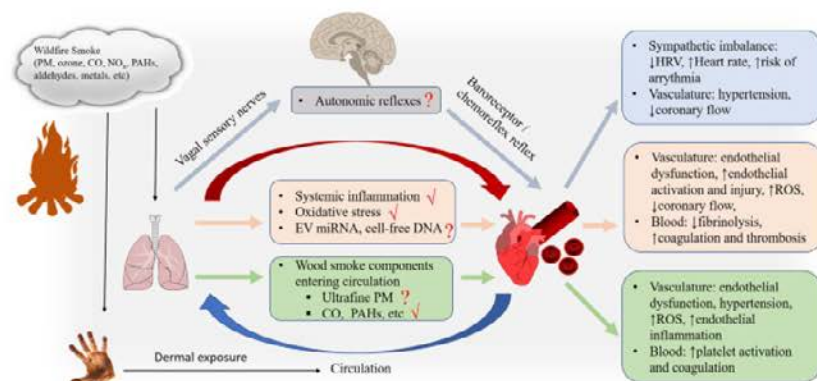 Wildfire Smoke
(PM, ozone, CO, NOx, PAHs,
aldehydes, metals, etc)
Vagal sensory nerves
• Autonomic reflexes ?
Baroreceptor /
chemoreflex reflex
• Systemic inflammation √
• Oxidative stress √
• EV miRNA, cell-free DNA ?
• Wood smoke components
entering circulation
▪ Ultrafine PM ?
▪ CO, PAHs, etc √
Dermal exposure
Circulation
• Sympathetic imbalance:
↓HRV, ↑Heart rate, ↑risk of
arrythmia
• Vasculature: hypertension,
↓coronary flow
• Vasculature: endothelial
dysfunction, ↑endothelial
activation and injury, ↑ROS,
↓coronary flow,
• Blood: ↓fibrinolysis,
↑coagulation and thrombosis
• Vasculature: endothelial
dysfunction, hypertension,
↑ROS, ↑endothelial
inflammation
• Blood: ↑platelet activation
and coagulation